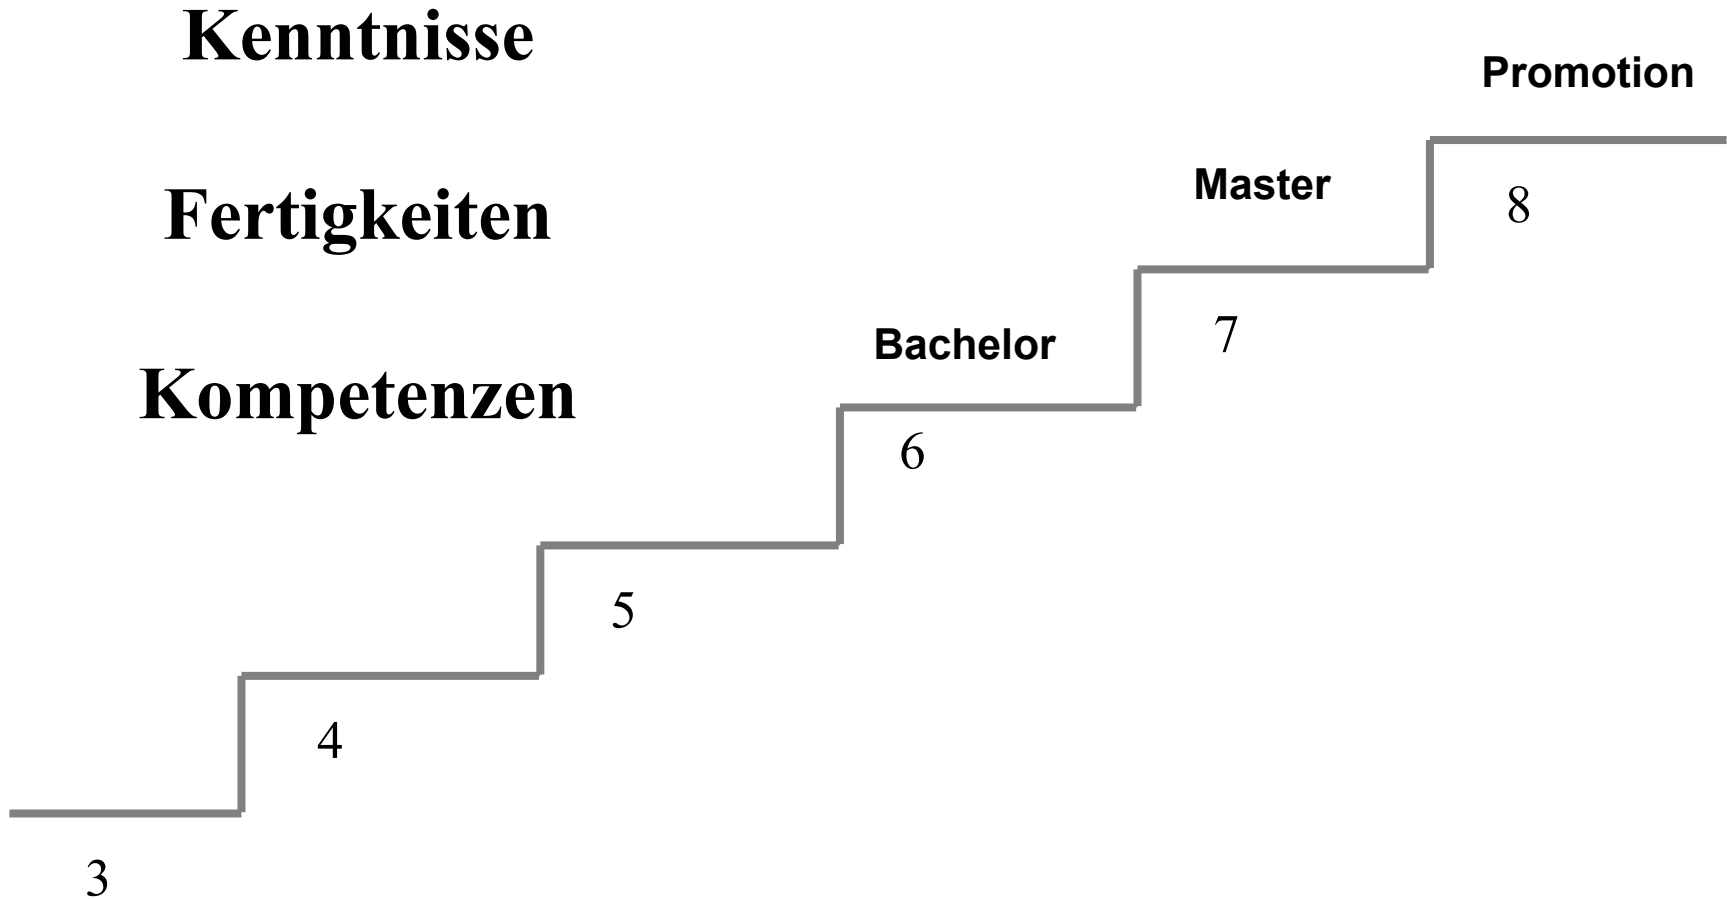 Kenntnisse
Fertigkeiten
Kompetenzen
Promotion
8
Master
7
Bachelor
6
5
4
3